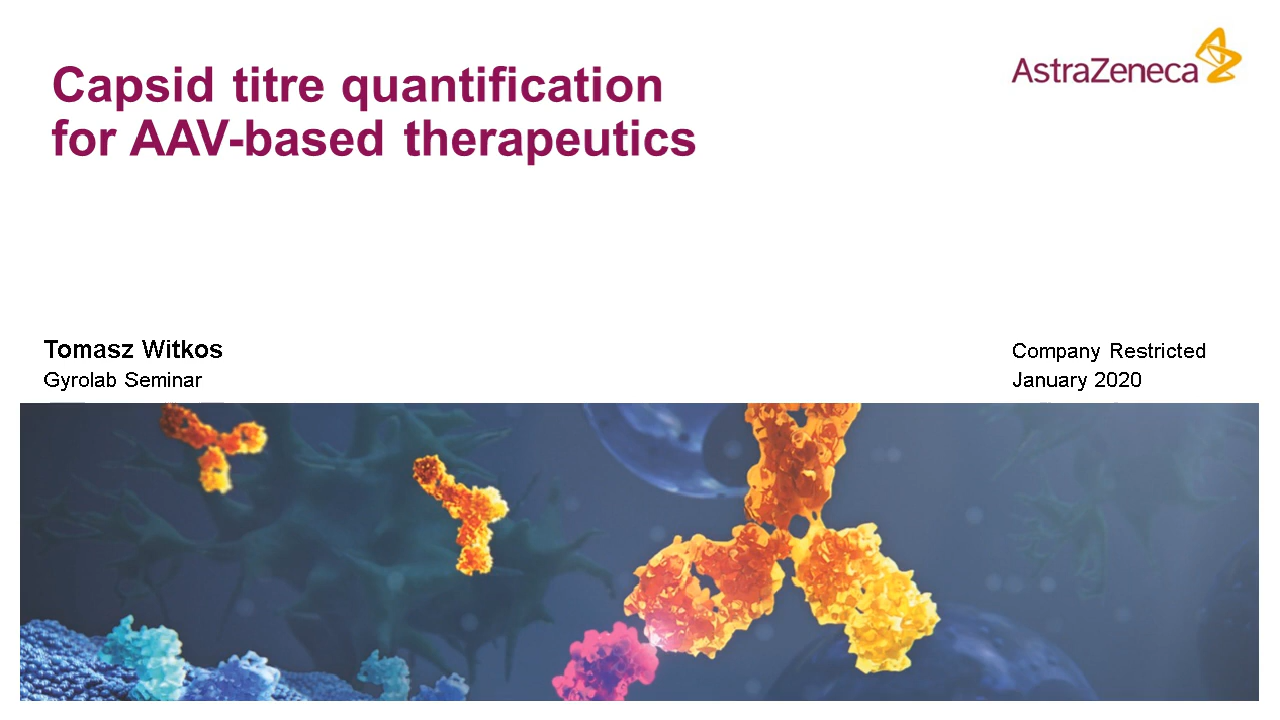 Capsid titre quantification
for AAV-based therapeutics
AstraZeneca
Tomasz Witkos
Gyrolab Seminar
Company Restricted
January 2020